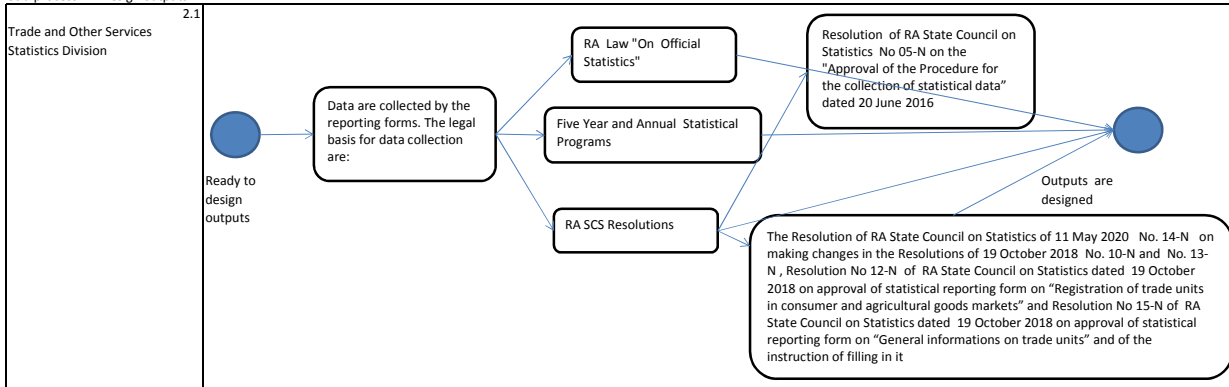 2.1
Trade and Other Services
Statistics Division
Ready to
design
outputs
Data are collected by the
reporting forms. The legal
basis for data collection
are:
RA Law "On Official
Statistics"
Five Year and Annual Statistical
Programs
RA SCS Resolutions
Resolution of RA State Council on
Statistics No 05-N on the
"Approval of the Procedure for
the collection of statistical data”
dated 20 June 2016
Outputs are
designed
The Resolution of RA State Council on Statistics of 11 May 2020 No. 14-N on
making changes in the Resolutions of 19 October 2018 No. 10-N and No. 13-
N , Resolution No 12-N of RA State Council on Statistics dated 19 October
2018 on approval of statistical reporting form on “Registration of trade units
in consumer and agricultural goods markets” and Resolution No 15-N of RA
State Council on Statistics dated 19 October 2018 on approval of statistical
reporting form on “General informations on trade units” and of the
instruction of filling in it